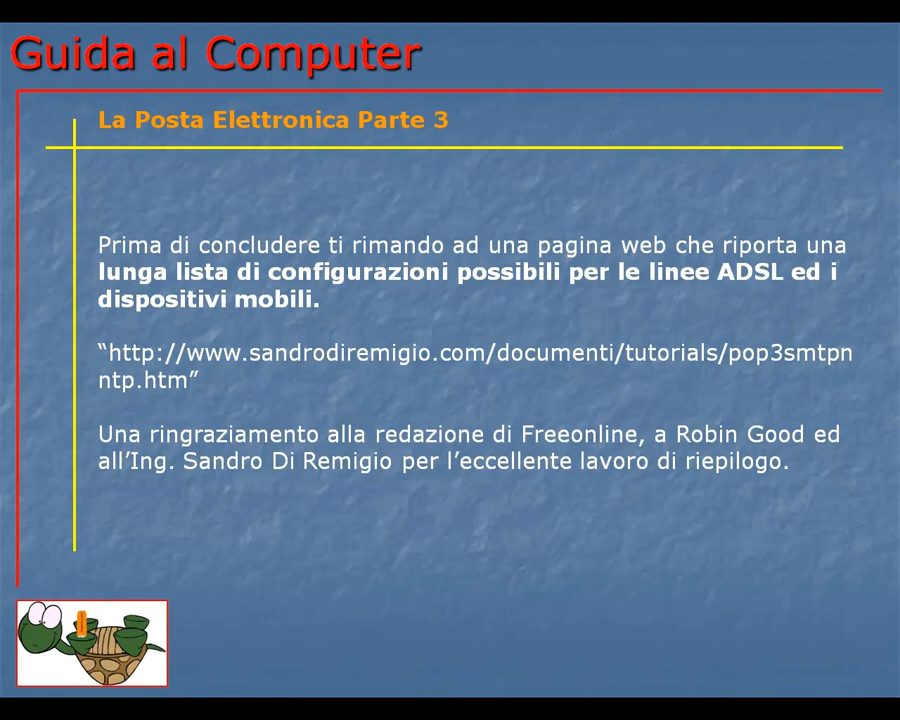 Guida al Computer
La Posta Elettronica Parte 3
Prima di concludere ti rimando ad una pagina web che riporta una
lunga lista di configurazioni possibili per le linee ADSL ed i
dispositivi mobili.
“http://www.sandrodiremigio.com/documenti/tutorials/pop3smtpn
ntp.htm”
Una ringraziamento alla redazione di Freeonline, a Robin Good ed
all’Ing. Sandro Di Remigio per l’eccellente lavoro di riepilogo.